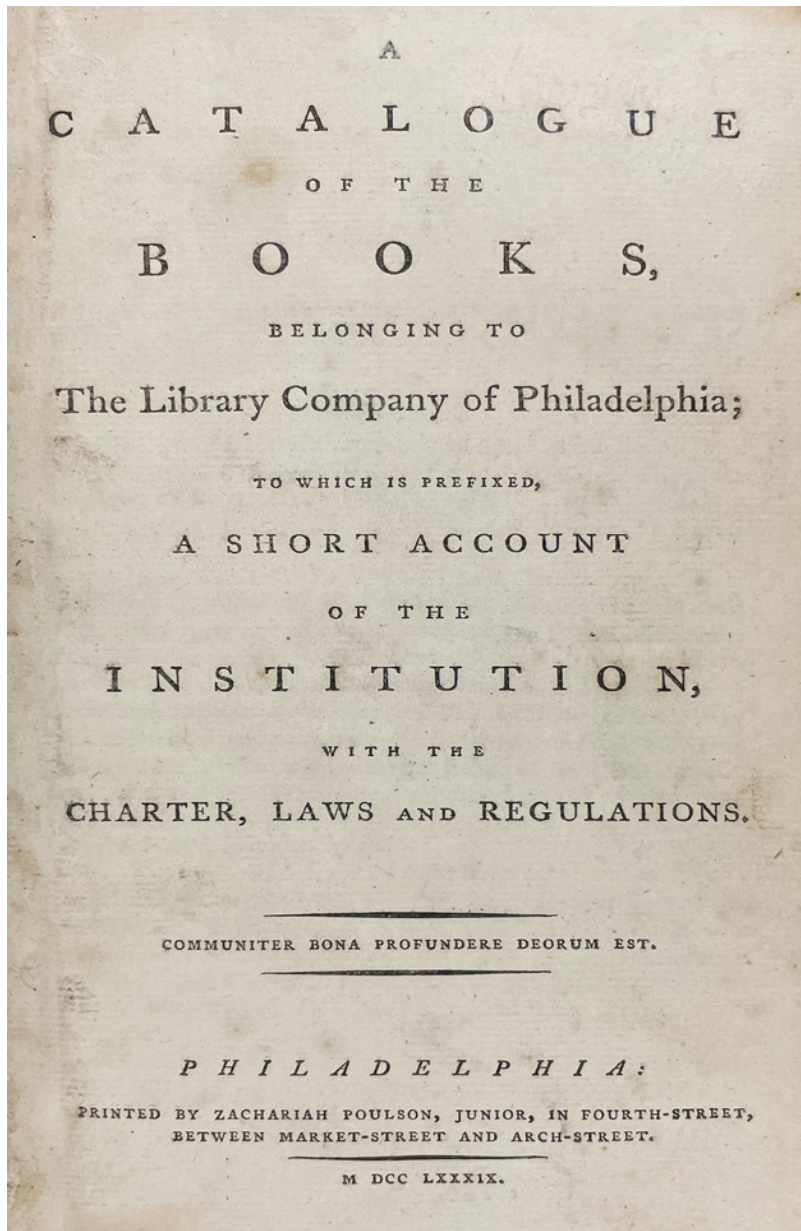 A
CATALOGUE
OF THE
BOOKS,
BELONGING TO
The Library Company of Philadelphia;
TO WHICH IS PREFIXED,
A SHORT ACCOUNT
OF THE
INSTITUTION,
WITH THE
CHARTER, LAWS AND REGULATIONS.
COMMUNITER BONA PROFUNDERE DEORUM EST.
PHILADELPHIA:
PRINTED BY ZACHARIAH POULSON, JUNIOR, IN FOURTH-STREET,
BETWEEN MARKET-STREET AND ARCH-STREET.
M DCC LXXXIX.